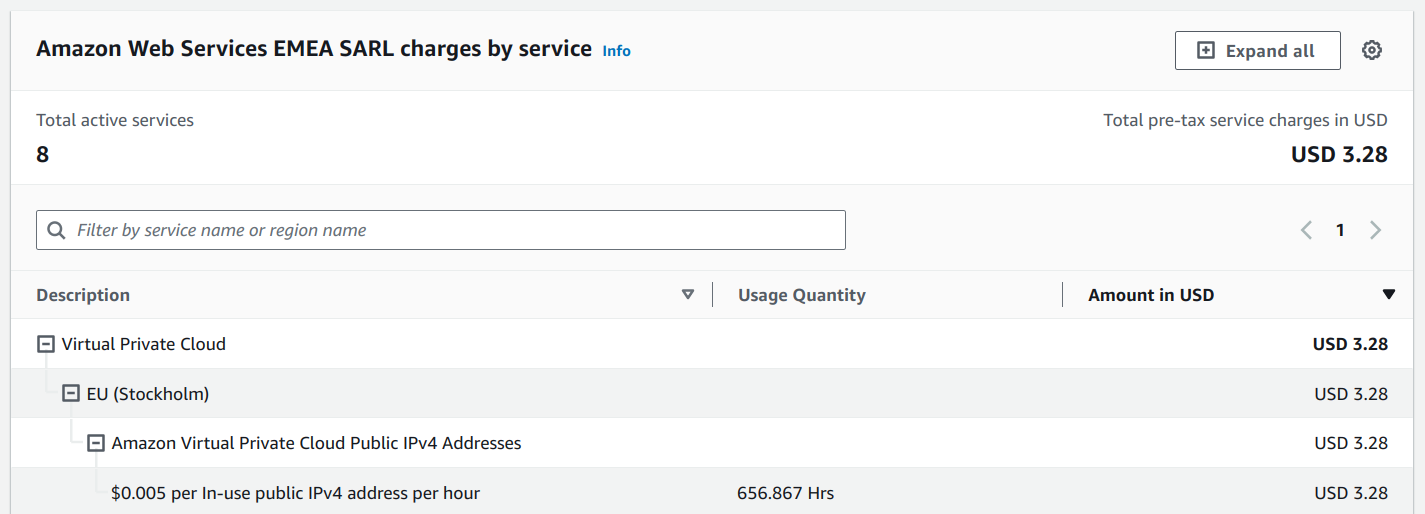 Amazon Web Services EMEA SARL charges by service Info
Expand all
Total active services
Total pre-tax service charges in USD
8
USD 3.28
Filter by service name or region name
1
Description
Usage Quantity
Amount in USD
Virtual Private Cloud
USD 3.28
EU (Stockholm)
USD 3.28
Amazon Virtual Private Cloud Public IPv4 Addresses
USD 3.28
$0.005 per In-use public IPv4 address per hour
656.867 Hrs
USD 3.28